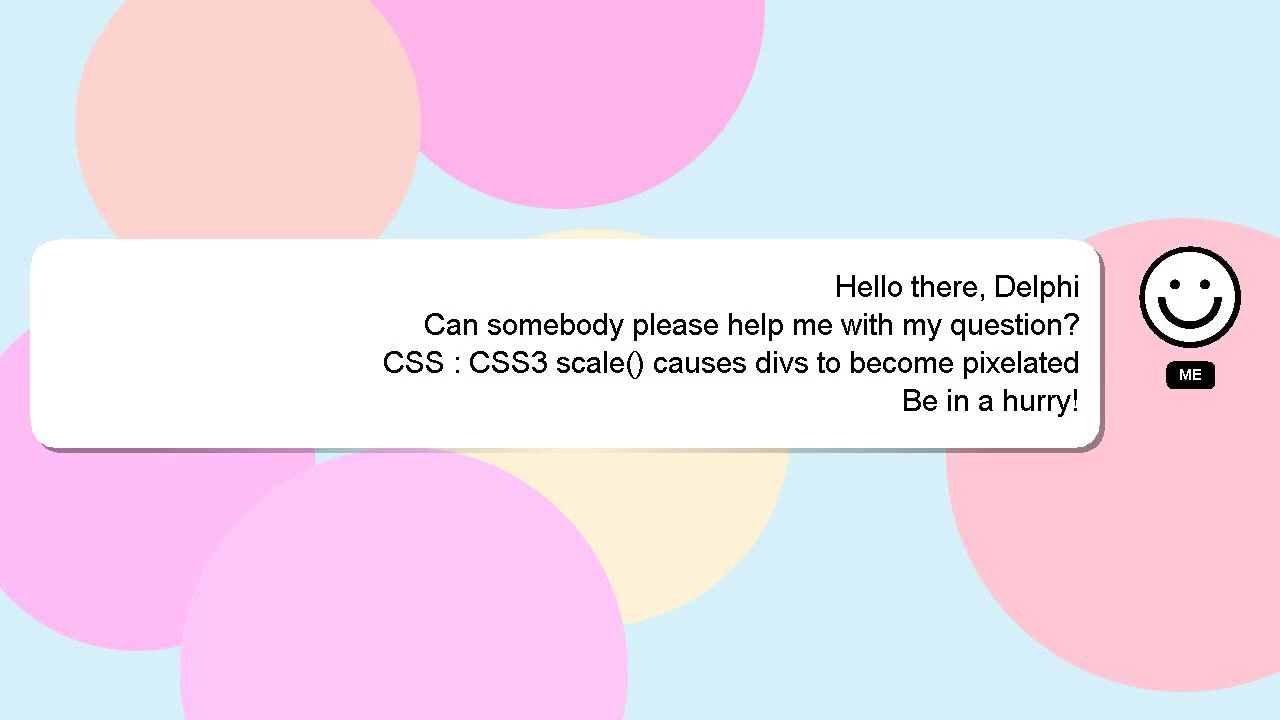 Hello there, Delphi
Can somebody please help me with my question?
CSS : CSS3 scale() causes divs to become pixelated
Be in a hurry!
ME